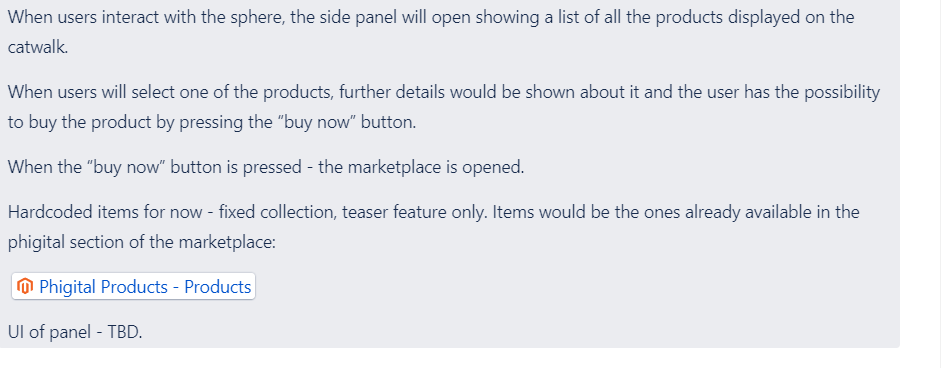 When users interact with the sphere, the side panel will open showing a list of all the products displayed on the
catwalk.
When users will select one of the products, further details would be shown about it and the user has the possibility
to buy the product by pressing the “buy now” button.
When the “buy now” button is pressed - the marketplace is opened.
Hardcoded items for now - fixed collection, teaser feature only. Items would be the ones already available in the
phigital section of the marketplace:
Phigital Products - Products
UI of panel - TBD.